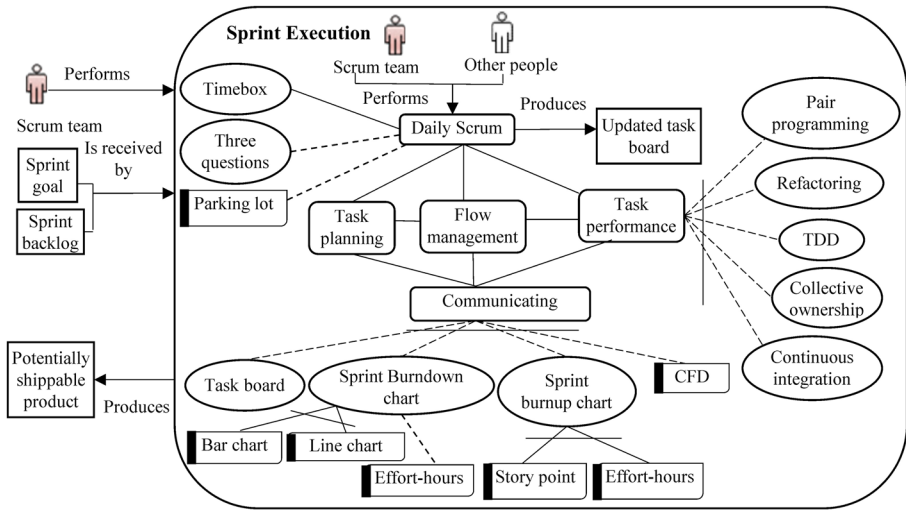 Sprint Execution
Scrum team
Other people
Performs
Produces
Performs
Scrum team
Is received
by
Sprint
goal
Sprint
backlog
Potentially
shippable
product
Produces
Timebox
Three
questions
Parking lot
Daily Scrum
Updated task
board
Task
planning
Flow
management
Task
performance
Communicating
Pair
programming
Refactoring
TDD
Collective
ownership
Continuous
integration
Task board
Sprint Burndown
chart
Sprint
burnup chart
CFD
Bar chart
Line chart
Effort-hours
Story point
Effort-hours